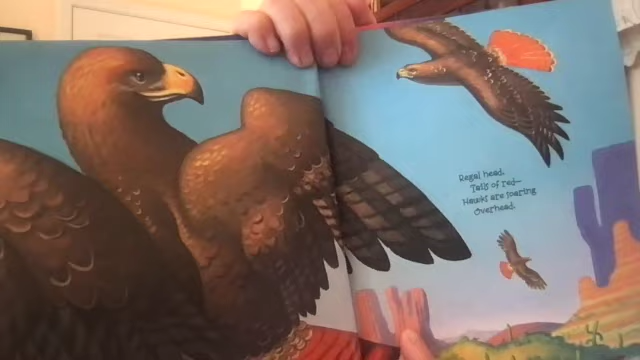 Regal head.
Tails of red—
Hawks are soaring
Overhead.